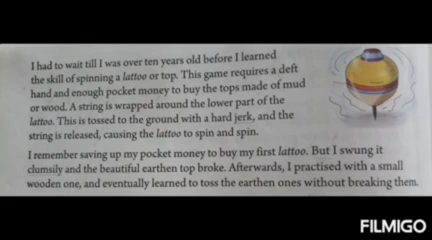 I had to wait till I was over ten years old before I learned
the skill of spinning a lattoo or top. This game requires a deft
hand and enough pocket money to buy the tops made of mud
or wood. A string is wrapped around the lower part of the
lattoo. This is tossed to the ground with a hard jerk, and the
string is released, causing the lattoo to spin and spin.
I remember saving up my pocket money to buy my first lattoo. But I swung it
clumsily and the beautiful earthen top broke. Afterwards, I practised with a small
wooden one, and eventually learned to toss the earthen ones without breaking them.
FILMIGO